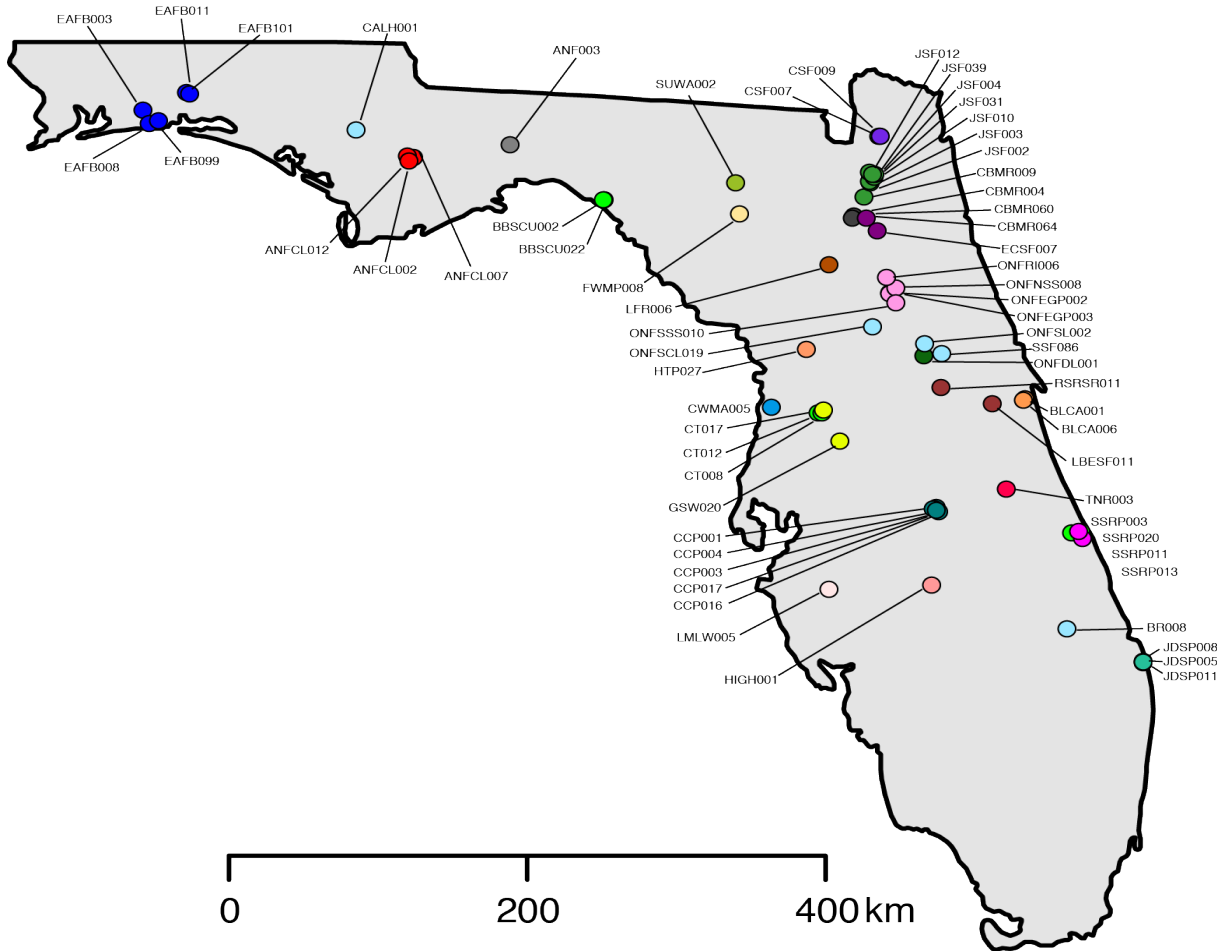 EAFB003
EAFB011
EAFB101
CALH001
ANF003
SUWA002
CSF009
CSF007
JSF012
JSF039
JSF004
JSF031
JSF010
JSF003
JSF002
CBMR009
CBMR004
CBMR060
CBMR064
ECSF007
EAFB008
EAFB099
ANFCL012
ANFCL002
ANFCL007
BBSCU002
BBSCU022
FWMP008
LFR006
ONFRI006
ONFNSS008
ONFEGP002
ONFEGP003
ONFSSS010
ONFSCL019
HTP027
ONFSL002
SSF086
ONFDL001
RSRSR011
CWMA005
CT017
CT012
CT008
GSW020
BLCA001
BLCA006
LBESF011
TNR003
CCP001
CCP004
CCP003
CCP017
CCP016
SSRP003
SSRP020
SSRP011
SSRP013
LMLW005
HIGH001
BR008
JDSP008
JDSP005
JDSP011
0 200 400 km